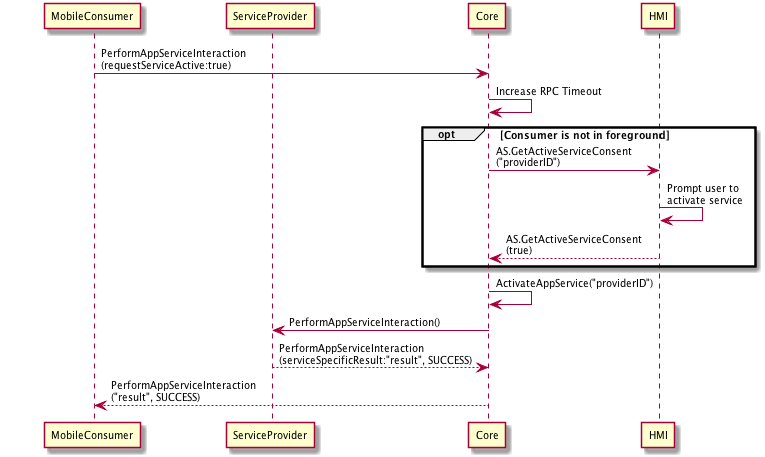 MobileConsumer
ServiceProvider
Core
HMI
PerformAppServiceInteraction
(requestServiceActive:true)
Increase RPC Timeout
opt
[Consumer is not in foreground]
AS.GetActiveServiceConsent
("providerID")
Prompt user to
activate service
AS.GetActiveServiceConsent
(true)
ActivateAppService("providerID")
PerformAppServiceInteraction()
PerformAppServiceInteraction
(serviceSpecificResult:"result", SUCCESS)
PerformAppServiceInteraction
("result", SUCCESS)
MobileConsumer
ServiceProvider
Core
HMI